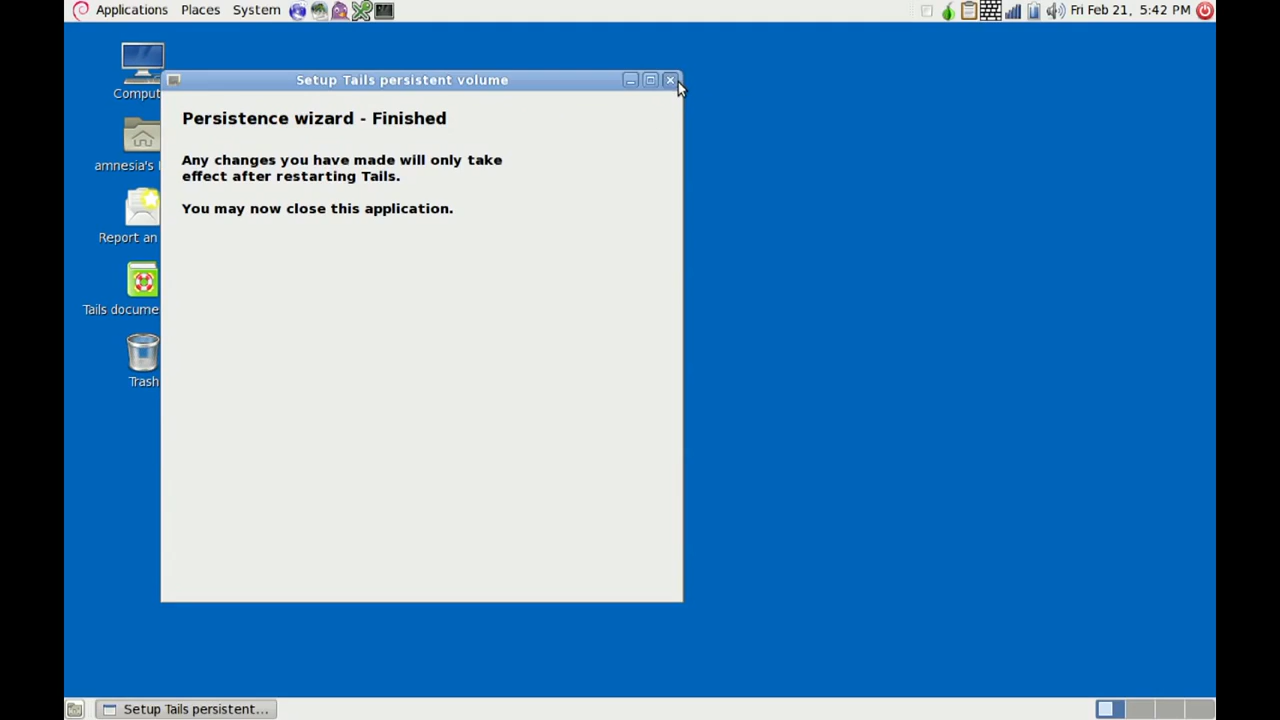 Applications Places System Fri Feb 21, 5:42 PM
Setup Tails persistent volume
Persistence wizard - Finished
Any changes you have made will only take
effect after restarting Tails.
You may now close this application.
Comput
amnesia's
Report an
Tails docume
Trash
Setup Tails persistent...